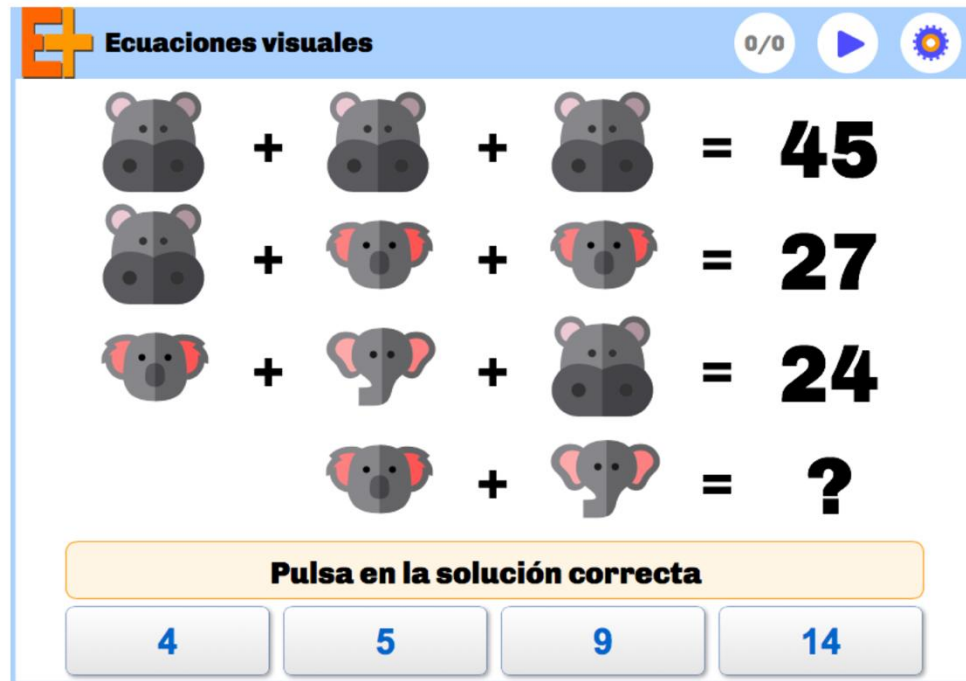 E+ Ecuaciones visuales 0/0
+ + = 45
+ + = 27
+ + = 24
+ = ?
Pulsa en la solución correcta
4 5 9 14